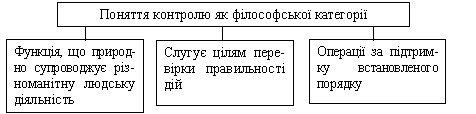 Поняття контролю як філософської категорії
Функція, що природ-
но супроводжує різ-
номанітну людську
діяльність
Слугує цілям пере-
вірки правильності
дій
Операції за підтрим-
ку встановленого
порядку